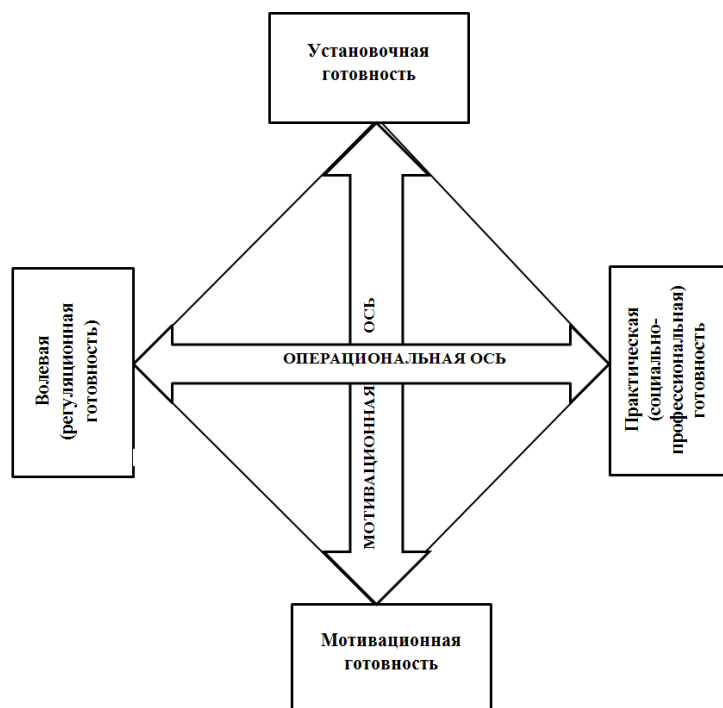 Установочная
готовность
Волевая
(регуляционная
готовность)
МОТИВАЦИОННАЯ ОСЬ
ОПЕРАЦИОНАЛЬНАЯ ОСЬ
Практическая
(социально-
профессиональная)
готовность
Мотивационная
готовность